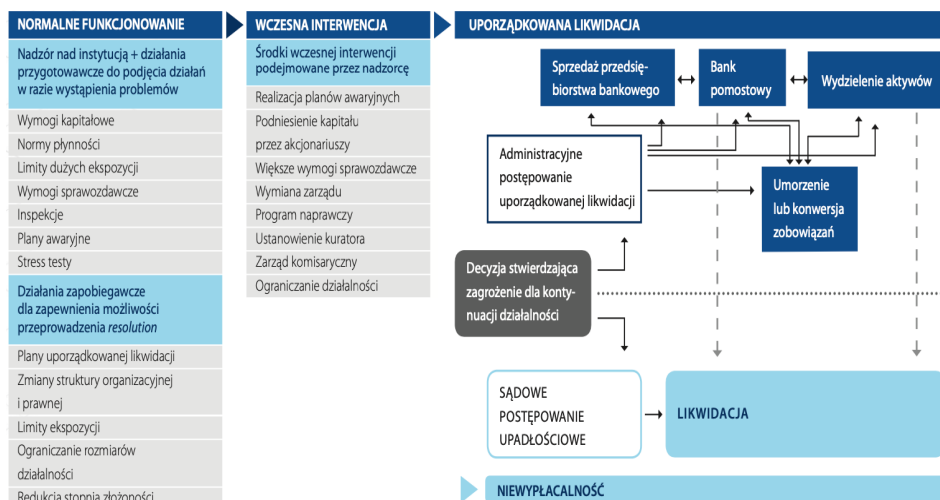 NORMALNE FUNKCJONOWANIE
Nadzór nad instytucją + działania
przygotowawcze do podjęcia działań
w razie wystąpienia problemów
Wymogi kapitałowe
Normy płynności
Limity dużych ekspozycji
Wymogi sprawozdawcze
Inspekcje
Plany awaryjne
Stress testy
Działania zapobiegawcze
dla zapewnienia możliwości
przeprowadzenia resolution
Plany uporządkowanej likwidacji
Zmiany struktury organizacyjnej
i prawnej
Limity ekspozycji
Ograniczanie rozmiarów
działalności
Redukcja stopnia złożoności
WCZESNA INTERWENCJA
Środki wczesnej interwencji
podejmowane przez nadzorcę
Realizacja planów awaryjnych
Podniesienie kapitału
przez akcjonariuszy
Większe wymogi sprawozdawcze
Wymiana zarządu
Program naprawczy
Ustanowienie kuratora
Zarząd komisaryczny
Ograniczanie działalności
UPORZĄDKOWANA LIKWIDACJA
Sprzedaż przedsię-
biorstwa bankowego
Bank
pomostowy
Wydzielenie aktywów
Administracyjne
postępowanie
uporządkowanej likwidacji
Umorzenie
lub konwersja
zobowiązań
Decyzja stwierdzająca
zagrożenie dla konty-
nuacji działalności
SĄDOWE
POSTĘPOWANIE
UPADŁOŚCIOWE
LIKWIDACJA
NIEWYPŁACALNOŚĆ